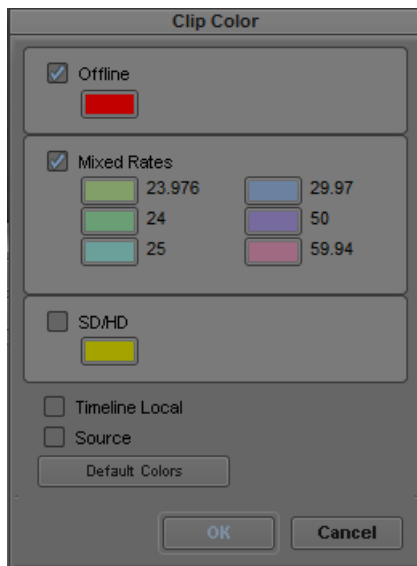 Clip Color
Offline
Mixed Rates
23.976 29.97
24 50
25 59.94
SD/HD
Timeline Local
Source
Default Colors
OK Cancel